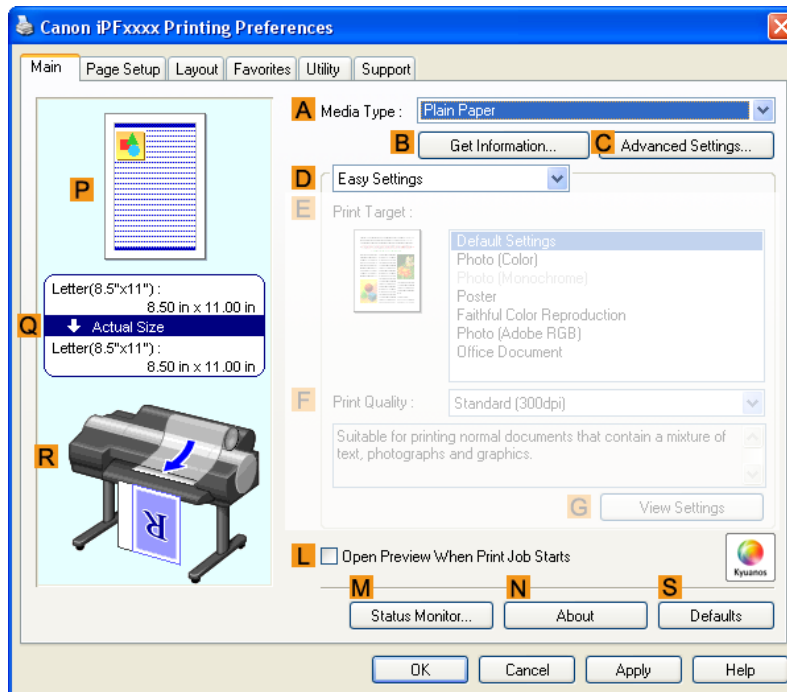 Canon iPFxxxx Printing Preferences
Main Page Setup Layout Favorites Utility Support
A Media Type : Plain Paper
B Get Information... C Advanced Settings...
P
D Easy Settings
E Print Target :
Default Settings
Photo (Color)
Photo (Monochrome)
Poster
Faithful Color Reproduction
Photo (Adobe RGB)
Office Document
Letter(8.5"x11") :
8.50 in x 11.00 in
Q Actual Size
Letter(8.5"x11") :
8.50 in x 11.00 in
F Print Quality : Standard (300dpi)
Suitable for printing normal documents that contain a mixture of
text, photographs and graphics.
R
R
G View Settings
L Open Preview When Print Job Starts
Kyuanos
M N S
Status Monitor... About Defaults
OK Cancel Apply Help